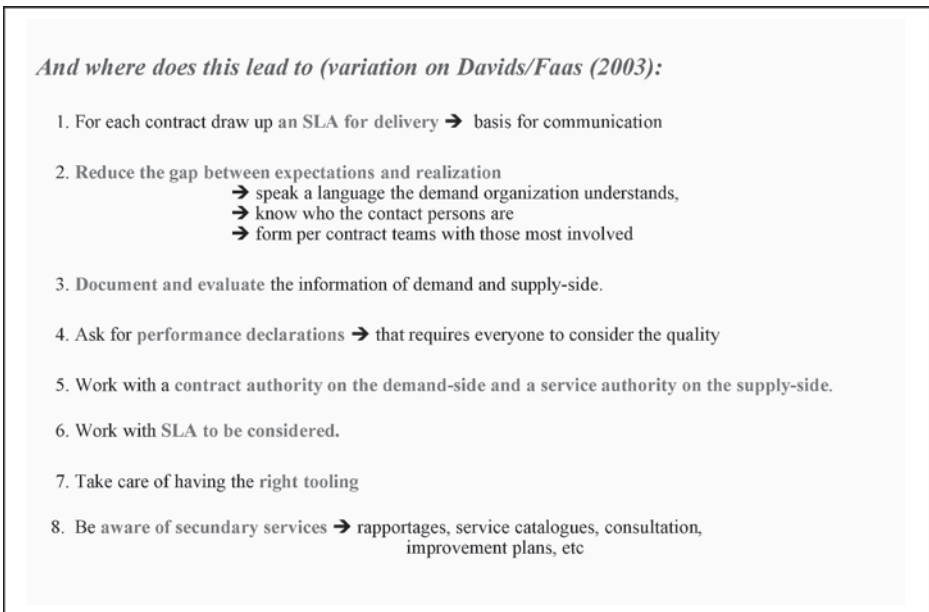 And where does this lead to (variation on Davids/Faas (2003):
1. For each contract draw up an SLA for delivery ➔ basis for communication
2. Reduce the gap between expectations and realization
➔ speak a language the demand organization understands,
➔ know who the contact persons are
➔ form per contract teams with those most involved
3. Document and evaluate the information of demand and supply-side.
4. Ask for performance declarations ➔ that requires everyone to consider the quality
5. Work with a contract authority on the demand-side and a service authority on the supply-side.
6. Work with SLA to be considered.
7. Take care of having the right tooling
8. Be aware of secundary services ➔ rapportages, service catalogues, consultation,
improvement plans, etc